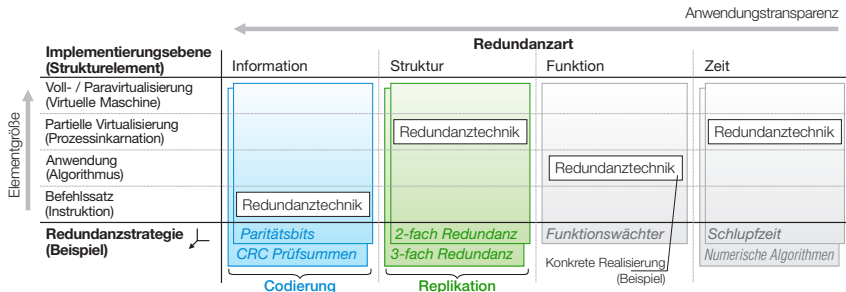 Anwendungstransparenz
Implementierungsebene
(Strukturelement)
Redundanzart
Information
Struktur
Funktion
Zeit
Elementgröße
Voll- / Paravirtualisierung
(Virtuelle Maschine)
Partielle Virtualisierung
(Prozessinkarnation)
Redundanztechnik
Redundanztechnik
Anwendung
(Algorithmus)
Redundanztechnik
Befehlssatz
(Instruktion)
Redundanztechnik
Redundanzstrategie
(Beispiel)
Paritätsbits
2-fach Redundanz
Funktionswächter
Schlupfzeit
CRC Prüfsummen
3-fach Redundanz
Konkrete Realisierung
(Beispiel)
Numerische Algorithmen
Codierung
Replikation